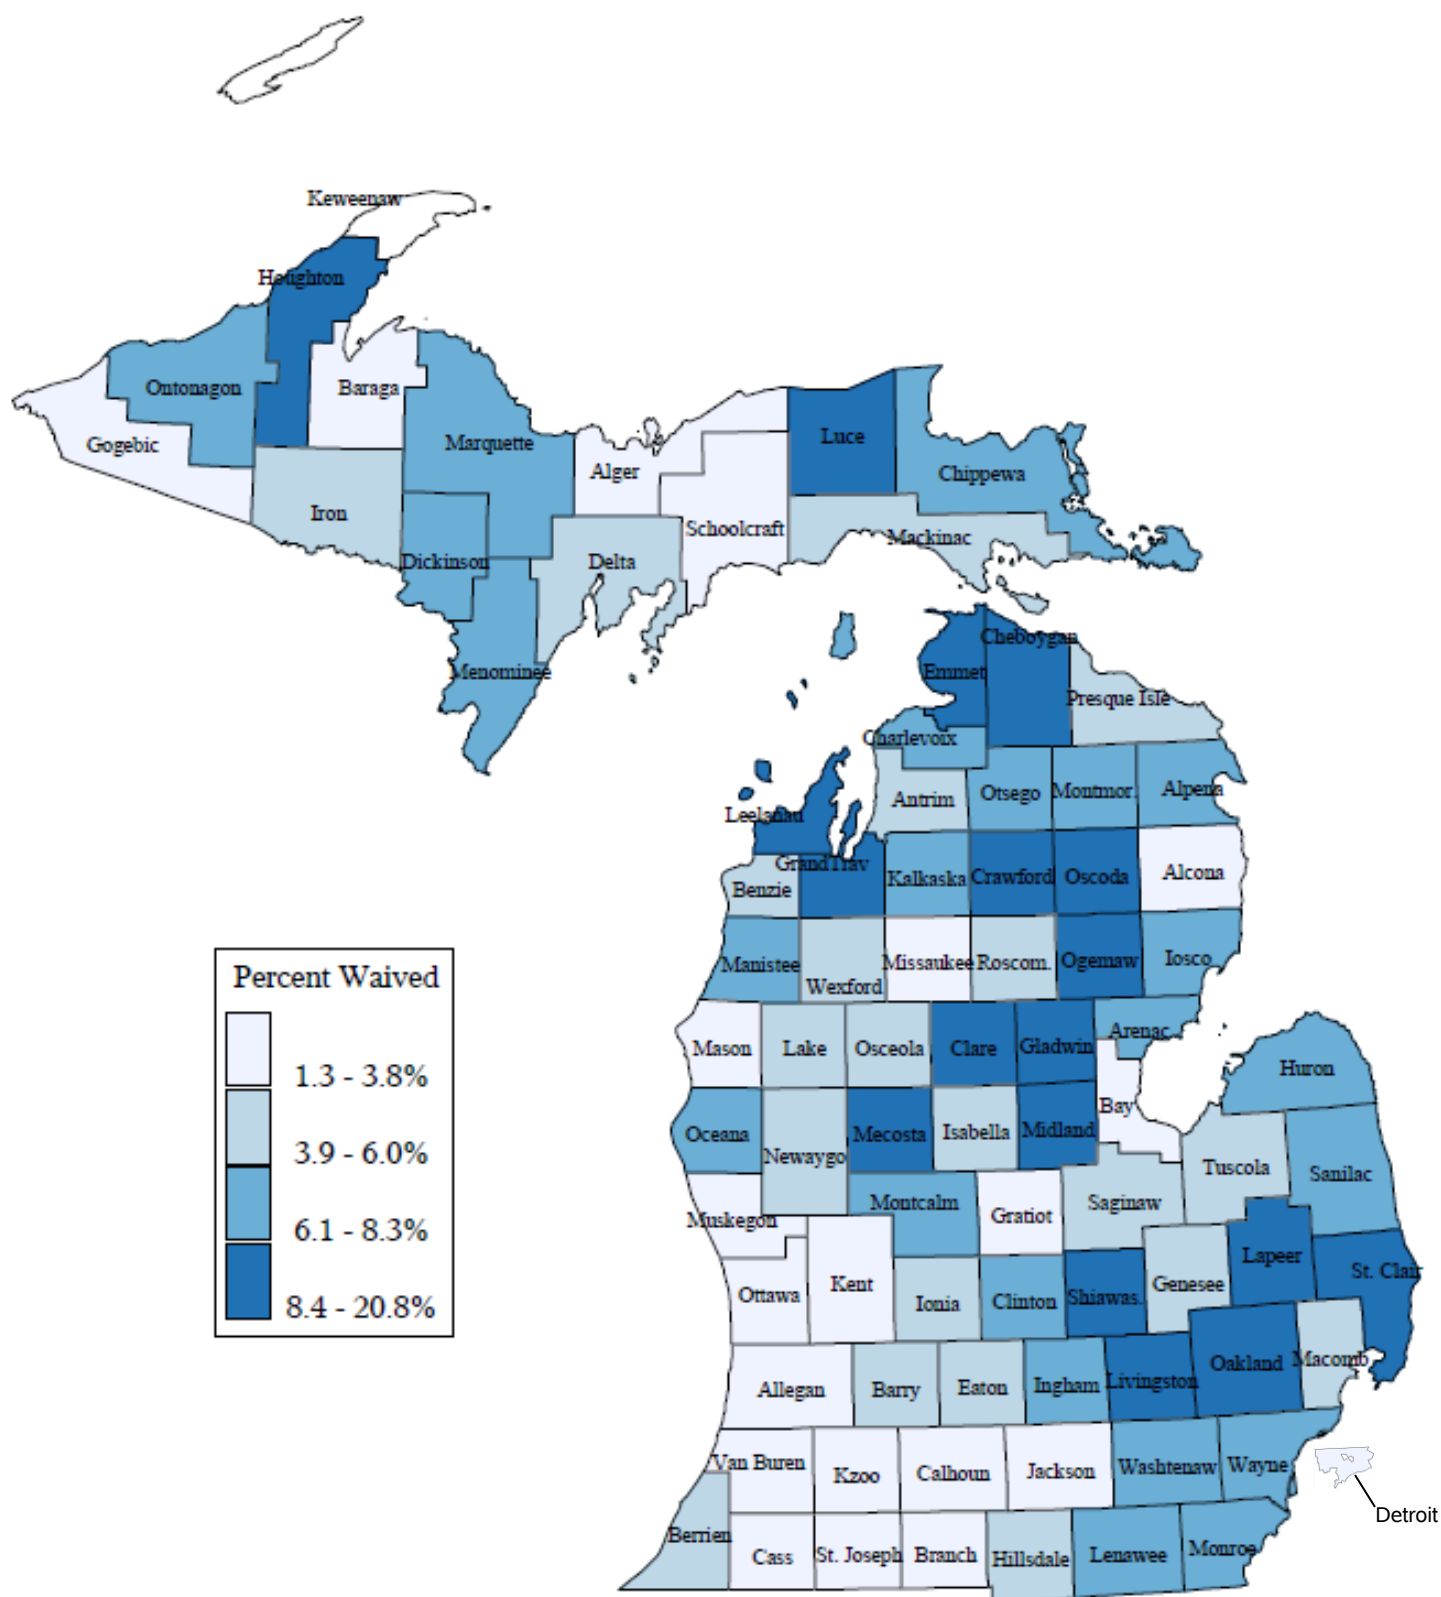 Keweenaw
Houghton
Ontonagon
Baraga
Gogebic
Marquette
Luce
Alger
Chippewa
Iron
Schoolcraft
Mackinac
Dickinson
Delta
Menominee
Cheboygan
Emmet
Presque Isle
Charlevoix
Antrim
Otsego
Montmor.
Alpena
Leelanau
GrandTrav
Benzie
Kalkaska
Crawford
Oscoda
Alcona
Manistee
Wexford
Missaukee
Roscom.
Ogemaw
Iosco
Percent Waived
1.3 - 3.8%
3.9 - 6.0%
6.1 - 8.3%
8.4 - 20.8%
Mason
Lake
Osceola
Clare
Gladwin
Arenac
Huron
Oceana
Newaygo
Mecosta
Isabella
Midland
Bay
Tuscola
Sanilac
Muskegon
Montcalm
Gratiot
Saginaw
Ottawa
Kent
Ionia
Clinton
Shiawas.
Genesee
Lapeer
St. Clair
Allegan
Barry
Eaton
Ingham
Livingston
Oakland
Macomb
Van Buren
Kzoo
Calhoun
Jackson
Washtenaw
Wayne
Detroit
Berrien
Cass
St. Joseph
Branch
Hillsdale
Lenawee
Monroe